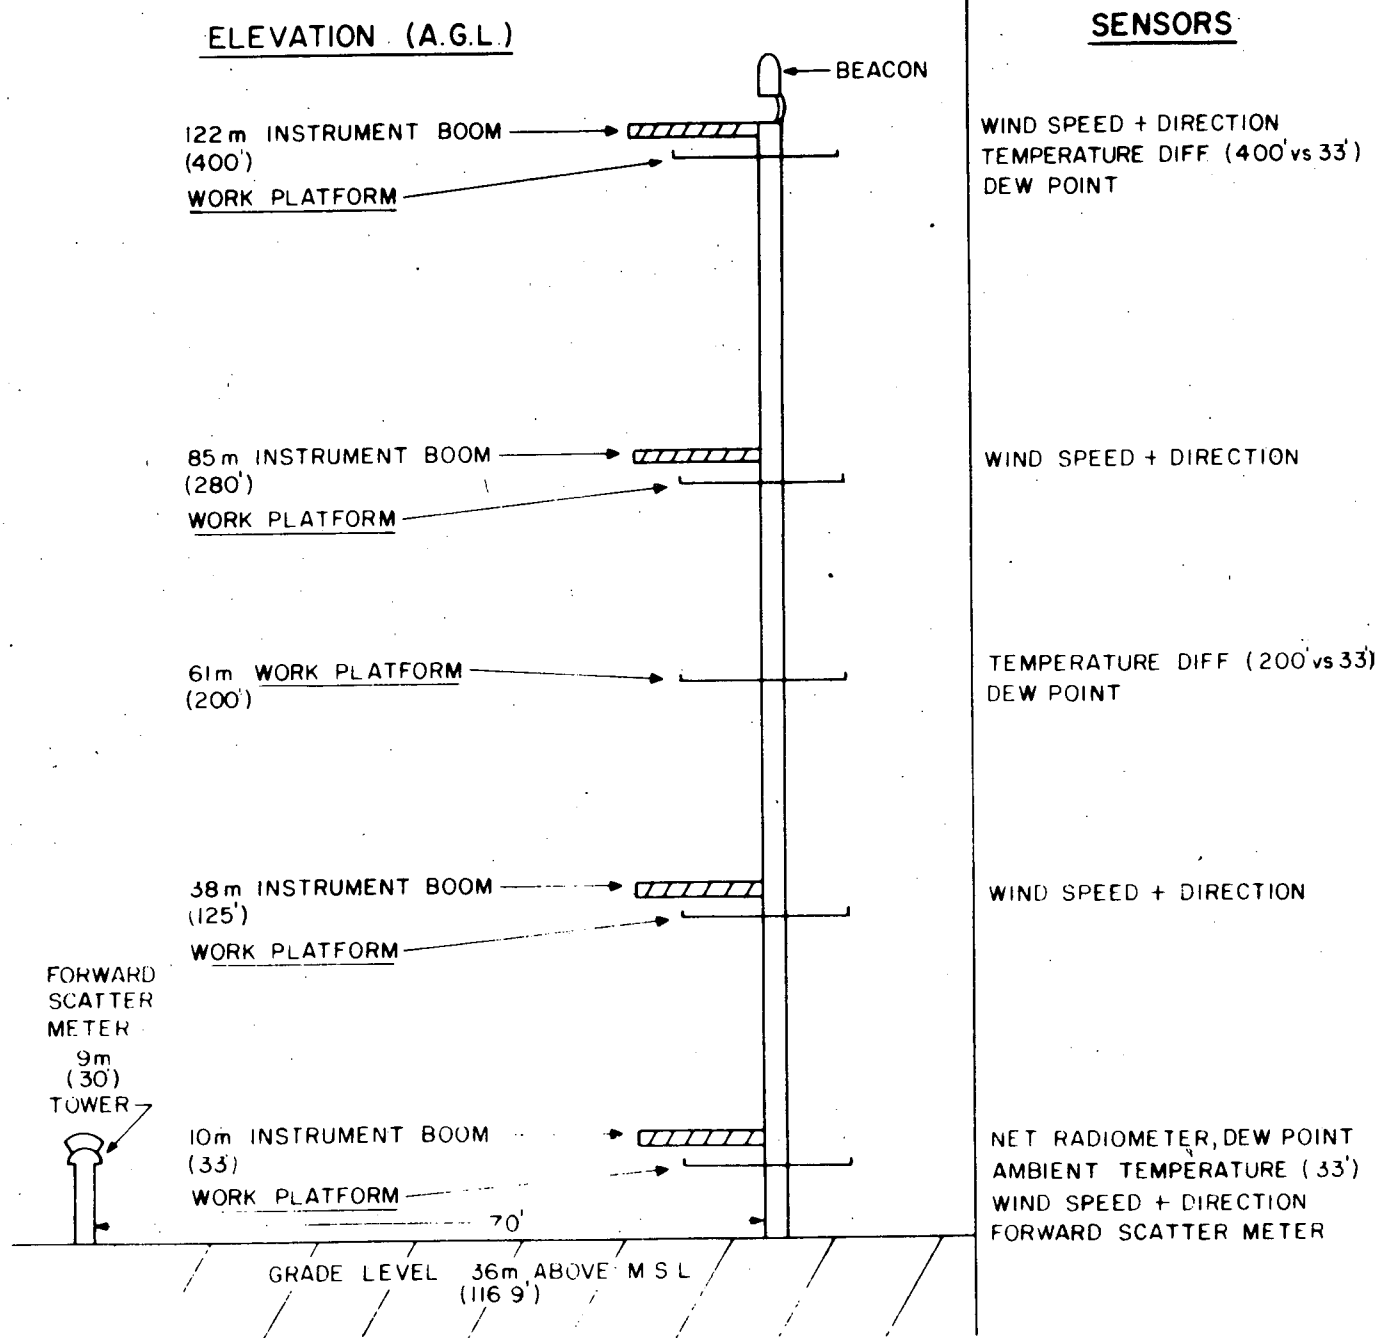 ELEVATION (A.G.L.)
SENSORS
BEACON
122m INSTRUMENT BOOM
(400')
WORK PLATFORM
WIND SPEED + DIRECTION
TEMPERATURE DIFF. (400' vs 33')
DEW POINT
85m INSTRUMENT BOOM
(280')
WORK PLATFORM
WIND SPEED + DIRECTION
61m WORK PLATFORM
(200')
TEMPERATURE DIFF (200' vs 33')
DEW POINT
38m INSTRUMENT BOOM
(125')
WORK PLATFORM
WIND SPEED + DIRECTION
FORWARD
SCATTER
METER
9m
(30')
TOWER
10m INSTRUMENT BOOM
(33')
WORK PLATFORM
70'
NET RADIOMETER, DEW POINT
AMBIENT TEMPERATURE (33')
WIND SPEED + DIRECTION
FORWARD SCATTER METER
GRADE LEVEL 36m ABOVE M S L
(116 9')